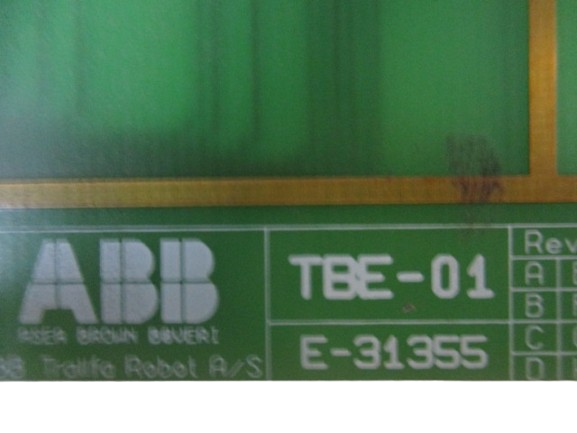 ABB
ASEA BROWN BOVERI
Trallfa Robot A/S
TBE-01
E-31355
Rev
A
B
C
D